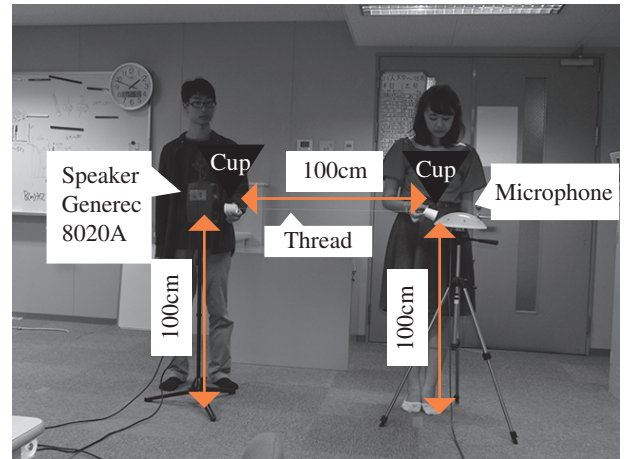 Cup
Cup
100cm
Speaker
Generec
8020A
Microphone
Thread
100cm
100cm